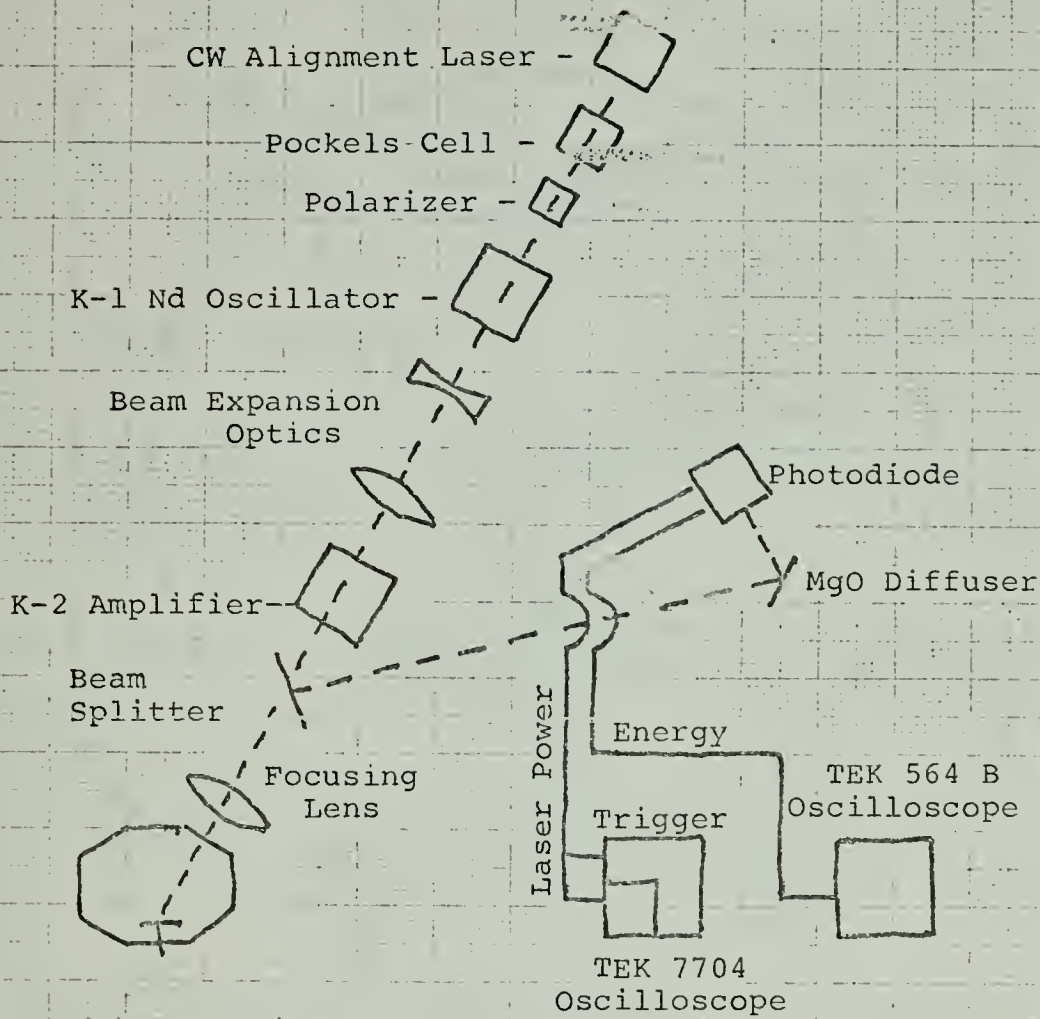 CW Alignment Laser
Pockels Cell
Polarizer
K-1 Nd Oscillator
Beam Expansion
Optics
Photodiode
MgO Diffuser
K-2 Amplifier
Beam
Splitter
Laser Power
Energy
Focusing
Lens
TEK 564 B
Oscilloscope
Trigger
TEK 7704
Oscilloscope